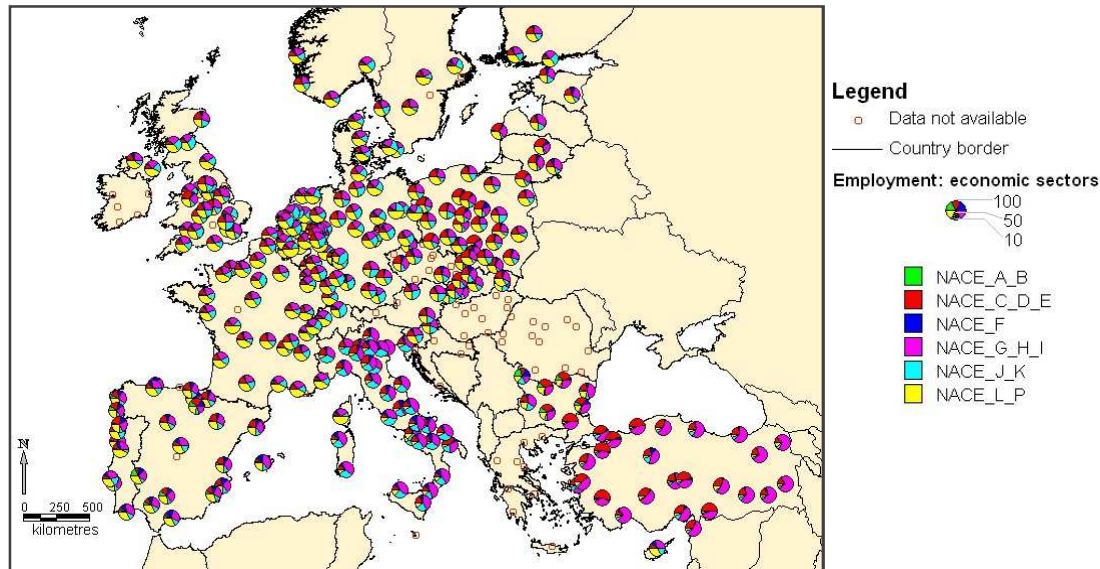 Legend
Data not available
Country border
Employment: economic sectors
100
50
10
NACE_A_B
NACE_C_D_E
NACE_F
NACE_G_H_I
NACE_J_K
NACE_L_P
N
0 250 500
kilometres